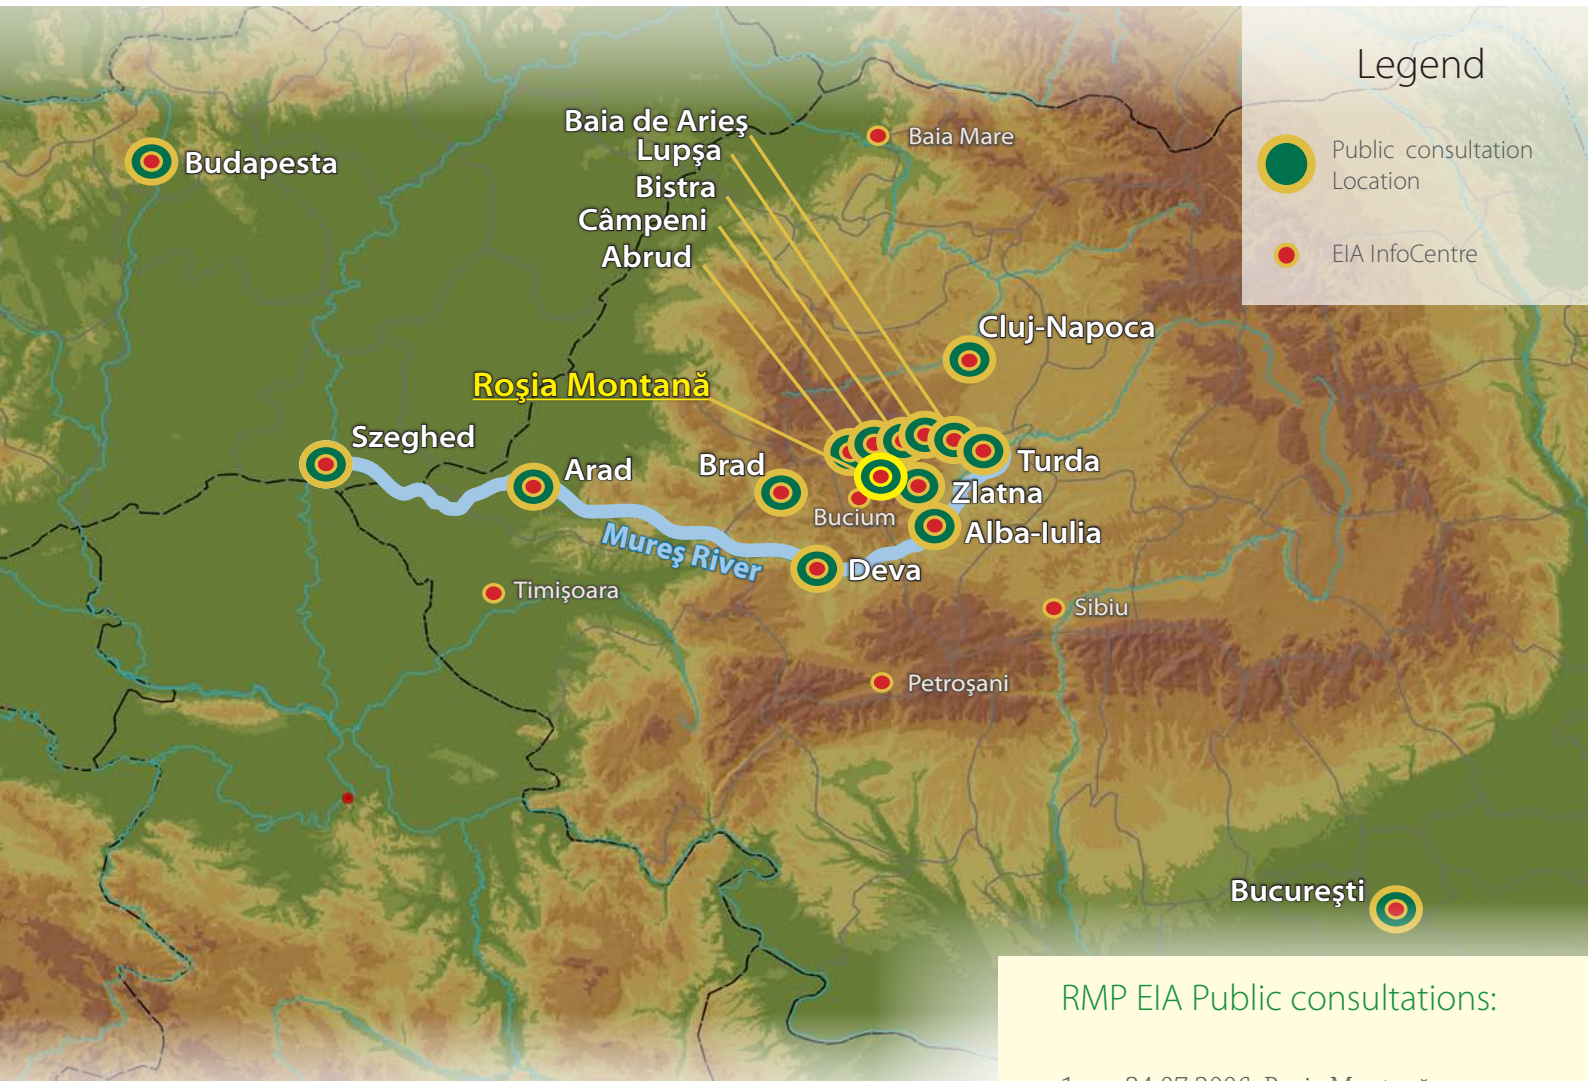 Legend
Public consultation
Location
EIA InfoCentre
Baia de Arieş
Lupşa
Bistra
Câmpeni
Abrud
Baia Mare
Budapesta
Cluj-Napoca
Roşia Montană
Szeghed
Arad
Brad
Turda
Zlatna
Bucium
Alba-Iulia
Mureş River
Deva
Timişoara
Sibiu
Petroşani
Bucureşti
RMP EIA Public consultations: